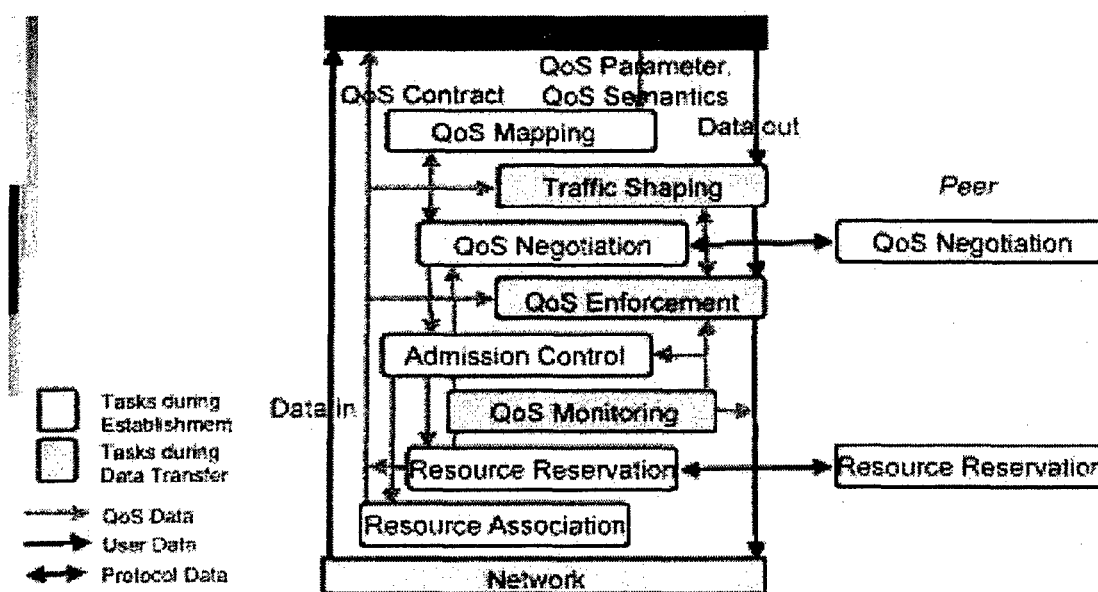 QoS Parameter,
QoS Contract QoS Semantics
QoS Mapping
Data out
Traffic Shaping
Peer
QoS Negotiation
QoS Negotiation
QoS Enforcement
Admission Control
Tasks during
Establishment
Data in
QoS Monitoring
Tasks during
Data Transfer
Resource Reservation
Resource Reservation
QoS Data
Resource Association
User Data
Protocol Data
Network